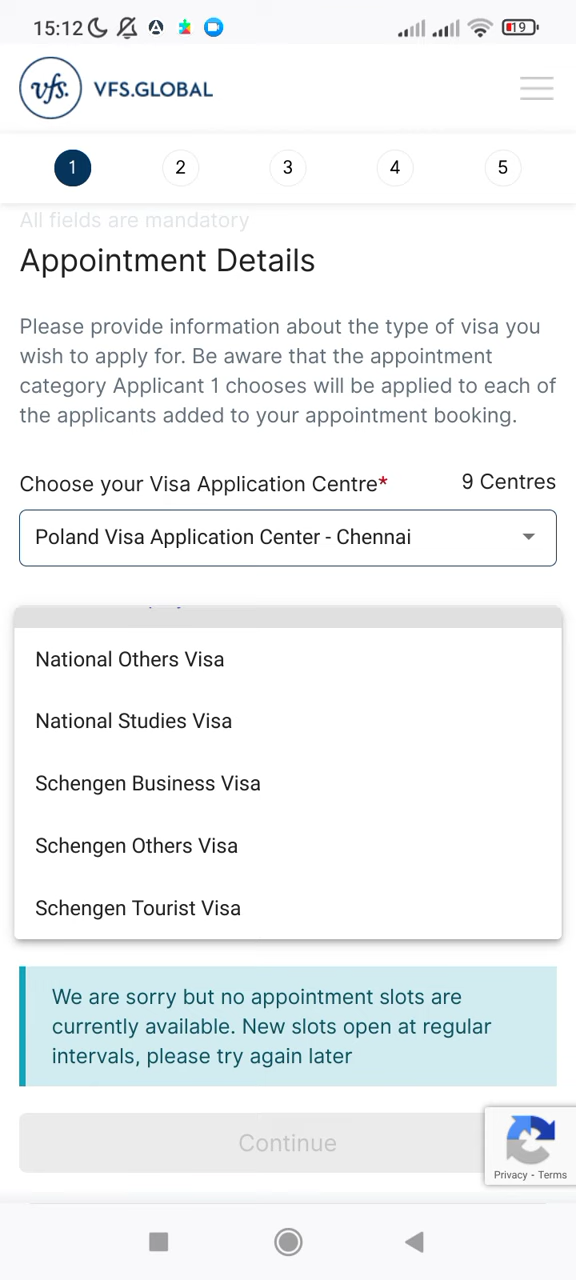 15:12
19
vfs. VFS.GLOBAL
1 2 3 4 5
All fields are mandatory
Appointment Details
Please provide information about the type of visa you
wish to apply for. Be aware that the appointment
category Applicant 1 chooses will be applied to each of
the applicants added to your appointment booking.
Choose your Visa Application Centre* 9 Centres
Poland Visa Application Center - Chennai
National Others Visa
National Studies Visa
Schengen Business Visa
Schengen Others Visa
Schengen Tourist Visa
We are sorry but no appointment slots are
currently available. New slots open at regular
intervals, please try again later
Continue
Privacy - Terms